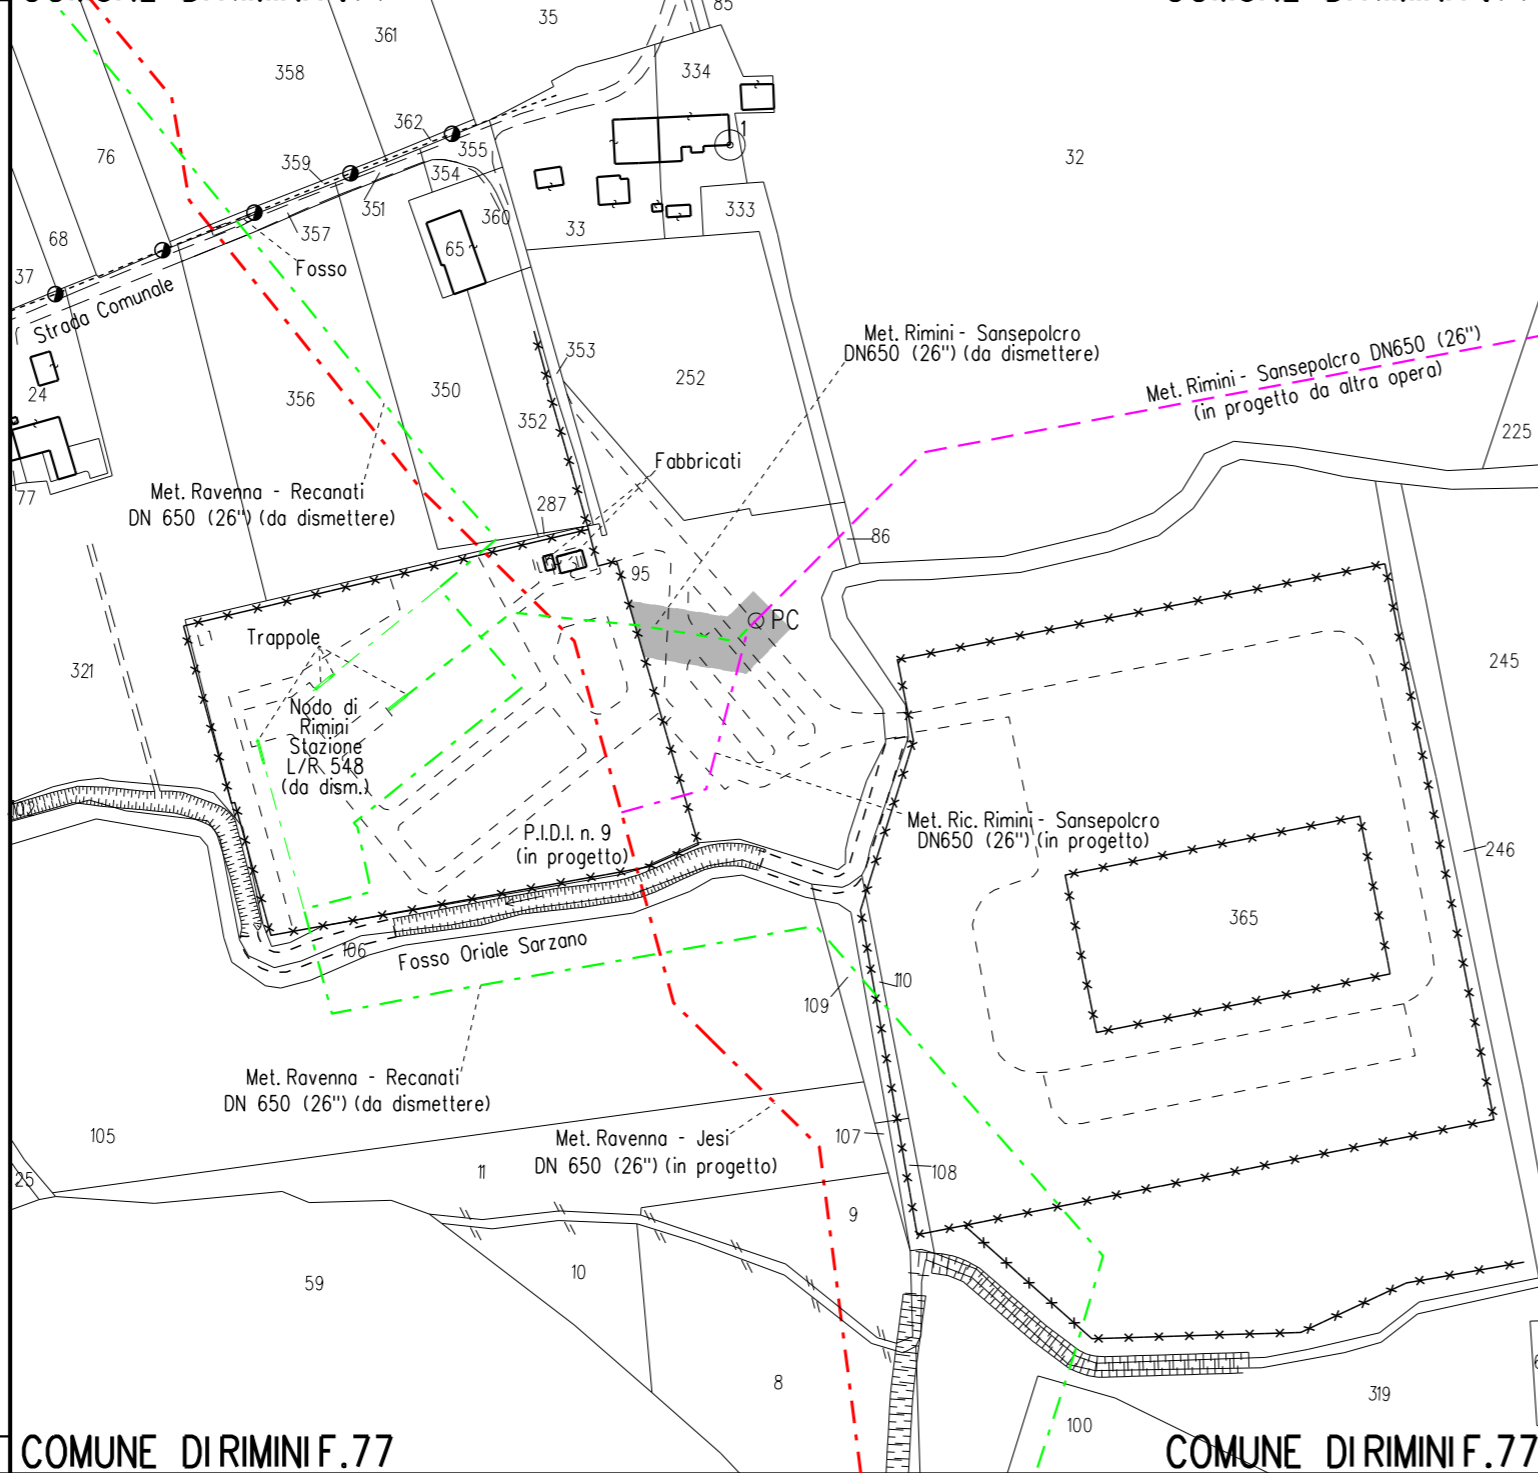 85
35
361
358
334
1
362
76
355
359
354
32
351
360
333
357
33
68
65
Fosso
37
Strada Comunale
Met. Rimini - Sansepolcro
DN650 (26") (da dismettere)
353
252
Met. Rimini - Sansepolcro DN650 (26")
(in progetto da altra opera)
24
356
350
352
225
Fabbricati
Met. Ravenna - Recanati
DN 650 (26") (da dismettere)
77
287
86
95
PC
Trappole
321
245
Nodo di
Rimini
Stazione
L/R 548
(da dism.)
102
P.I.D.I. n. 9
(in progetto)
Met. Ric. Rimini - Sansepolcro
DN650 (26") (in progetto)
246
365
106
Fosso Oriale Sarzano
110
109
Met. Ravenna - Recanati
DN 650 (26") (da dismettere)
105
Met. Ravenna - Jesi
DN 650 (26") (in progetto)
107
11
108
25
9
59
10
8
319
100
COMUNE DI RIMINI F.77
COMUNE DI RIMINI F.77